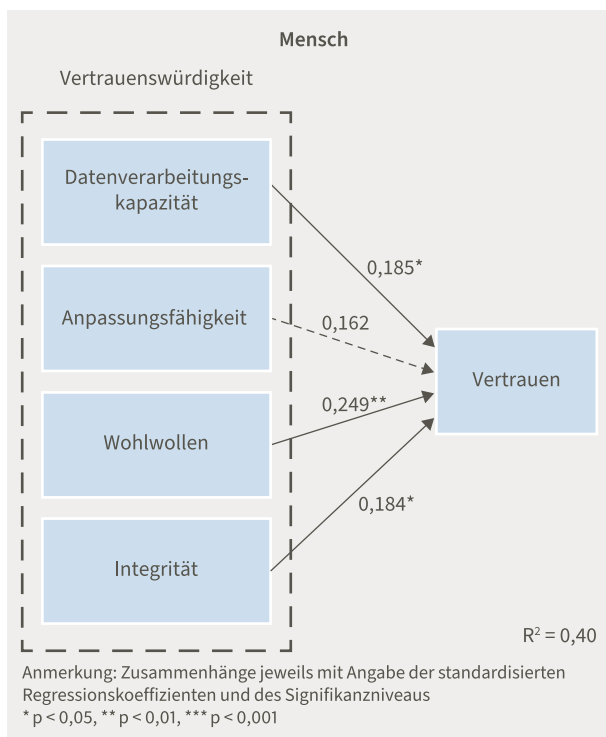 Mensch
Vertrauenswürdigkeit
Datenverarbeitungs-
kapazität
0,185*
Anpassungsfähigkeit
0,162
Vertrauen
0,249**
Wohlwollen
0,184*
Integrität
R² = 0,40
Anmerkung: Zusammenhänge jeweils mit Angabe der standardisierten
Regressionskoeffizienten und des Signifikanzniveaus
* p < 0,05, ** p < 0,01, *** p < 0,001